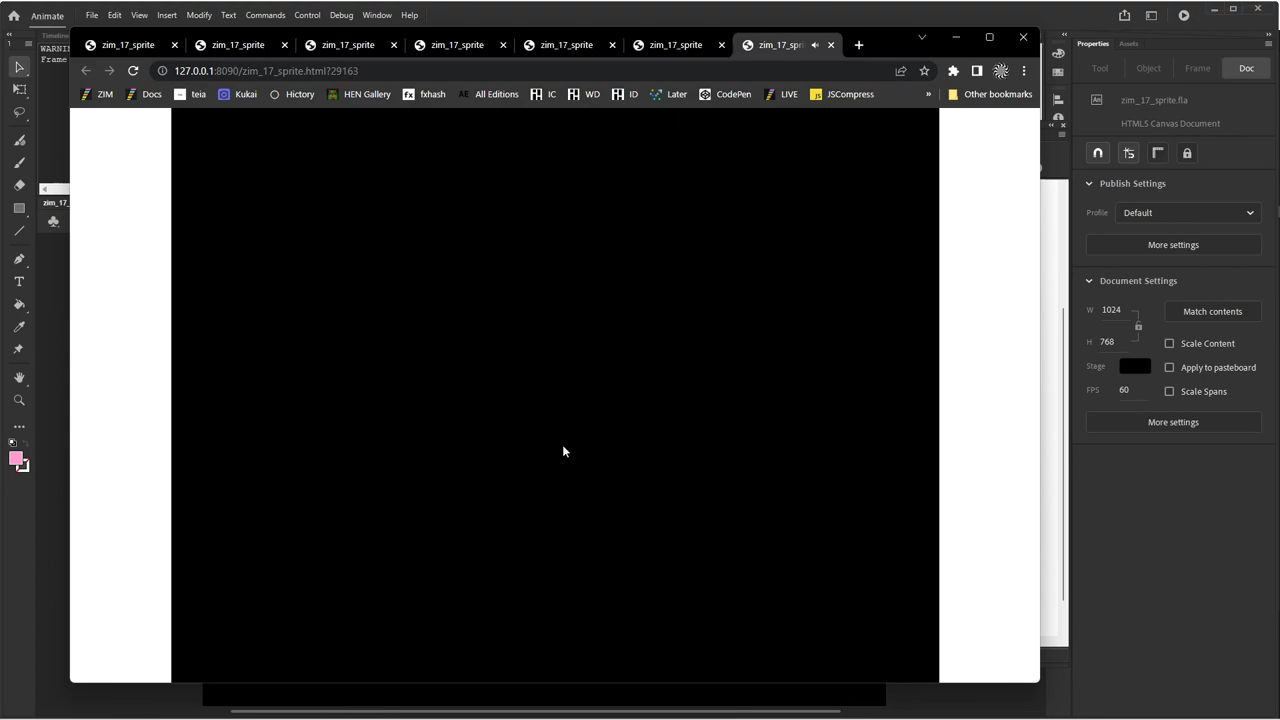 Animate
File Edit View Insert Modify Text Commands Control Debug Window Help
Timeline
WARNIN
Frame
zim_17_
zim_17_sprite zim_17_sprite zim_17_sprite zim_17_sprite zim_17_sprite zim_17_sprite zim_17_spri
127.0.0.1:8090/zim_17_sprite.html?29163
ZIM Docs teia Kukai Hictory HEN Gallery fxhash All Editions IC WD ID Later CodePen LIVE JSCompress » Other bookmarks
Properties Assets
Tool Object Frame Doc
zim_17_sprite.fla
HTML5 Canvas Document
Publish Settings
Profile Default
More settings
Document Settings
W 1024 Match contents
H 768 Scale Content
Stage Apply to pasteboard
FPS 60 Scale Spans
More settings